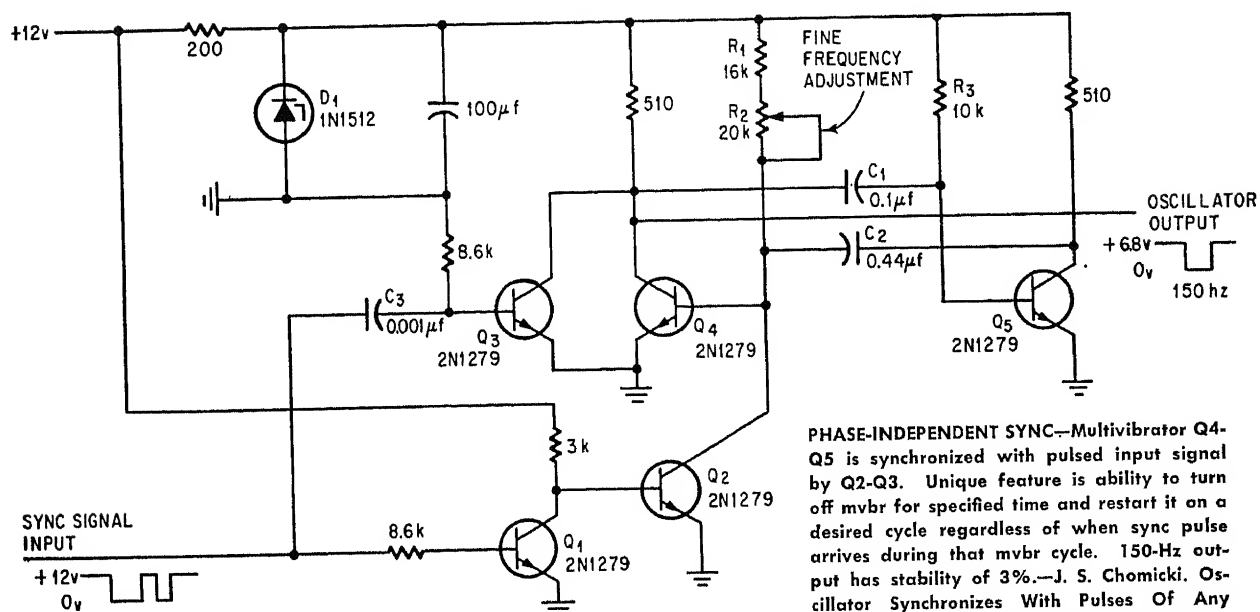 +12v
200
D1
1N1512
100μf
510
R1
16k
R2
20k
FINE
FREQUENCY
ADJUSTMENT
R3
10k
510
C1
0.1μf
OSCILLATOR
OUTPUT
C2
0.44μf
+6.8v
0v
150 hz
8.6k
C3
0.001μf
Q3
2N1279
Q4
2N1279
Q5
2N1279
3k
Q2
2N1279
SYNC SIGNAL
INPUT
8.6k
Q1
2N1279
+12v
0v
PHASE-INDEPENDENT SYNC—Multivibrator Q4-
Q5 is synchronized with pulsed input signal
by Q2-Q3. Unique feature is ability to turn
off mvbr for specified time and restart it on a
desired cycle regardless of when sync pulse
arrives during that mvbr cycle. 150-Hz out-
put has stability of 3%.—J. S. Chomicki, Os-
cillator Synchronizes With Pulses Of Any